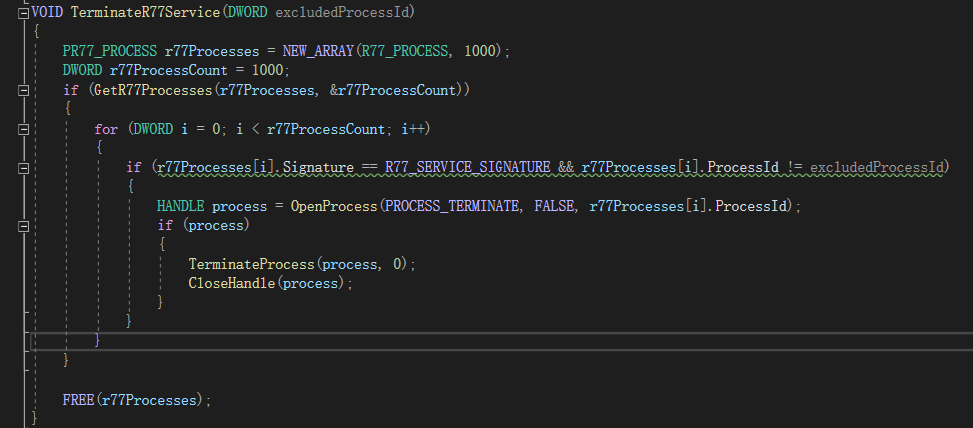 VOID TerminateR77Service(DWORD excludedProcessId)
{
PR77_PROCESS r77Processes = NEW_ARRAY(R77_PROCESS, 1000);
DWORD r77ProcessCount = 1000;
if (GetR77Processes(r77Processes, &r77ProcessCount))
{
for (DWORD i = 0; i < r77ProcessCount; i++)
{
if (r77Processes[i].Signature == R77_SERVICE_SIGNATURE && r77Processes[i].ProcessId != excludedProcessId)
{
HANDLE process = OpenProcess(PROCESS_TERMINATE, FALSE, r77Processes[i].ProcessId);
if (process)
{
TerminateProcess(process, 0);
CloseHandle(process);
}
}
}
}
FREE(r77Processes);
}